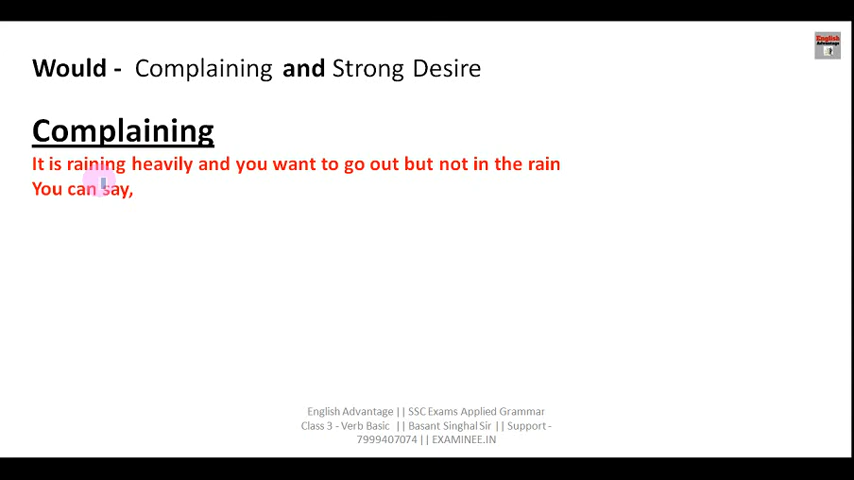 English
Advantage
Would - Complaining and Strong Desire
Complaining
It is raining heavily and you want to go out but not in the rain
You can say,
English Advantage || SSC Exams Applied Grammar
Class 3 - Verb Basic || Basant Singhal Sir || Support -
7999407074 || EXAMINEE.IN